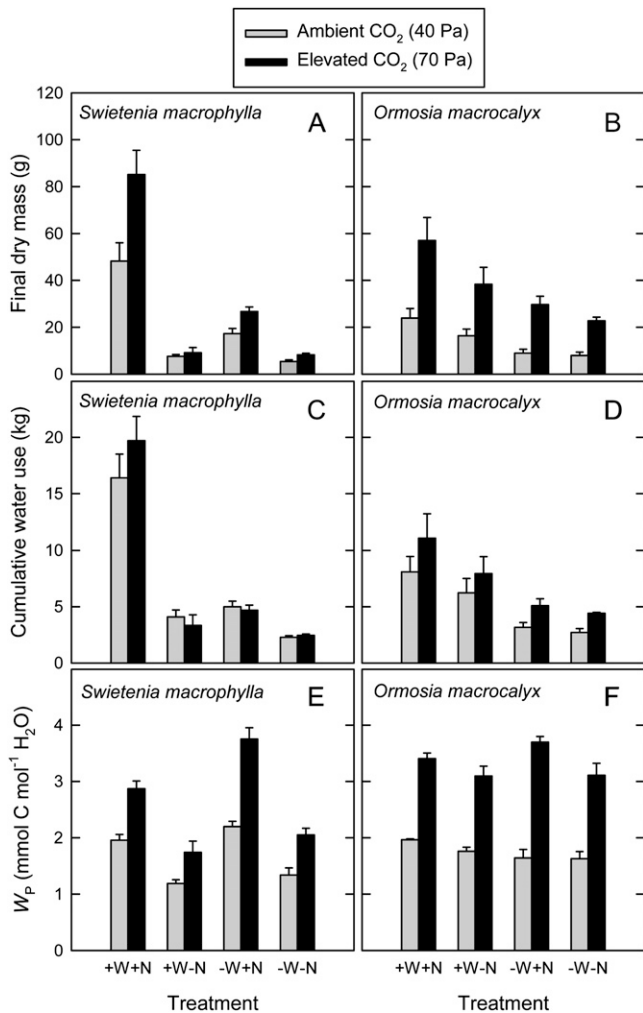 Ambient CO₂ (40 Pa)
Elevated CO₂ (70 Pa)
Swietenia macrophylla A
Ormosia macrocalyx B
Final dry mass (g)
120
100
80
60
40
20
0
Swietenia macrophylla C
Ormosia macrocalyx D
Cumulative water use (kg)
20
15
10
5
0
Swietenia macrophylla E
Ormosia macrocalyx F
W_P (mmol C mol⁻¹ H₂O)
4
3
2
1
0
+W+N +W-N -W+N -W-N
+W+N +W-N -W+N -W-N
Treatment
Treatment